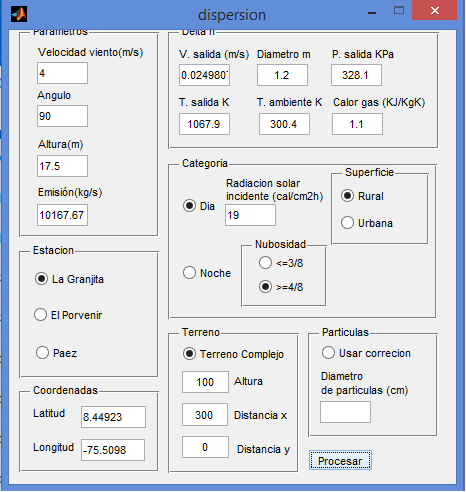 dispersion
Parametros
Velocidad viento(m/s)
4
Angulo
90
Altura(m)
17.5
Emisión(kg/s)
10167.67
Estacion
La Granjita
El Porvenir
Paez
Coordenadas
Latitud 8.44923
Longitud -75.5098
Delta h
V. salida (m/s) Diametro m P. salida KPa
0.024980 1.2 328.1
T. salida K T. ambiente K Calor gas (KJ/KgK)
1067.9 300.4 1.1
Categoria
Dia
Radiacion solar
incidente (cal/cm2h)
19
Superficie
Rural
Urbana
Noche
Nubosidad
<=3/8
>=4/8
Terreno
Terreno Complejo
100 Altura
300 Distancia x
0 Distancia y
Particulas
Usar correcion
Diametro
de particulas (cm)
Procesar